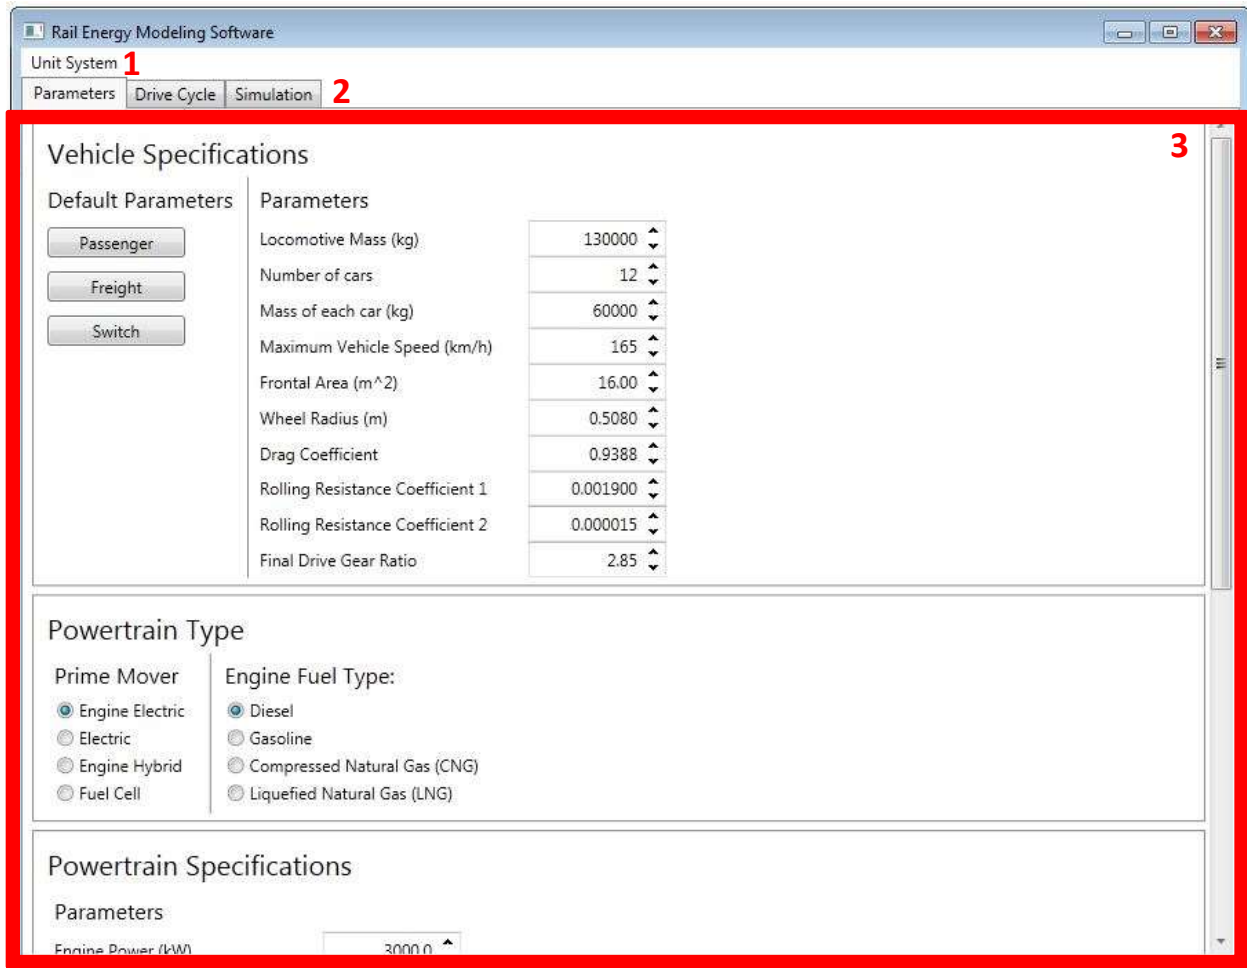 Rail Energy Modeling Software
Unit System 1
Parameters Drive Cycle Simulation 2
3
Vehicle Specifications
Default Parameters Parameters
Passenger
Freight
Switch
Locomotive Mass (kg) 130000
Number of cars 12
Mass of each car (kg) 60000
Maximum Vehicle Speed (km/h) 165
Frontal Area (m^2) 16.00
Wheel Radius (m) 0.5080
Drag Coefficient 0.9388
Rolling Resistance Coefficient 1 0.001900
Rolling Resistance Coefficient 2 0.000015
Final Drive Gear Ratio 2.85
Powertrain Type
Prime Mover
Engine Electric
Electric
Engine Hybrid
Fuel Cell
Engine Fuel Type:
Diesel
Gasoline
Compressed Natural Gas (CNG)
Liquefied Natural Gas (LNG)
Powertrain Specifications
Parameters
Engine Power (kW) 3000.0